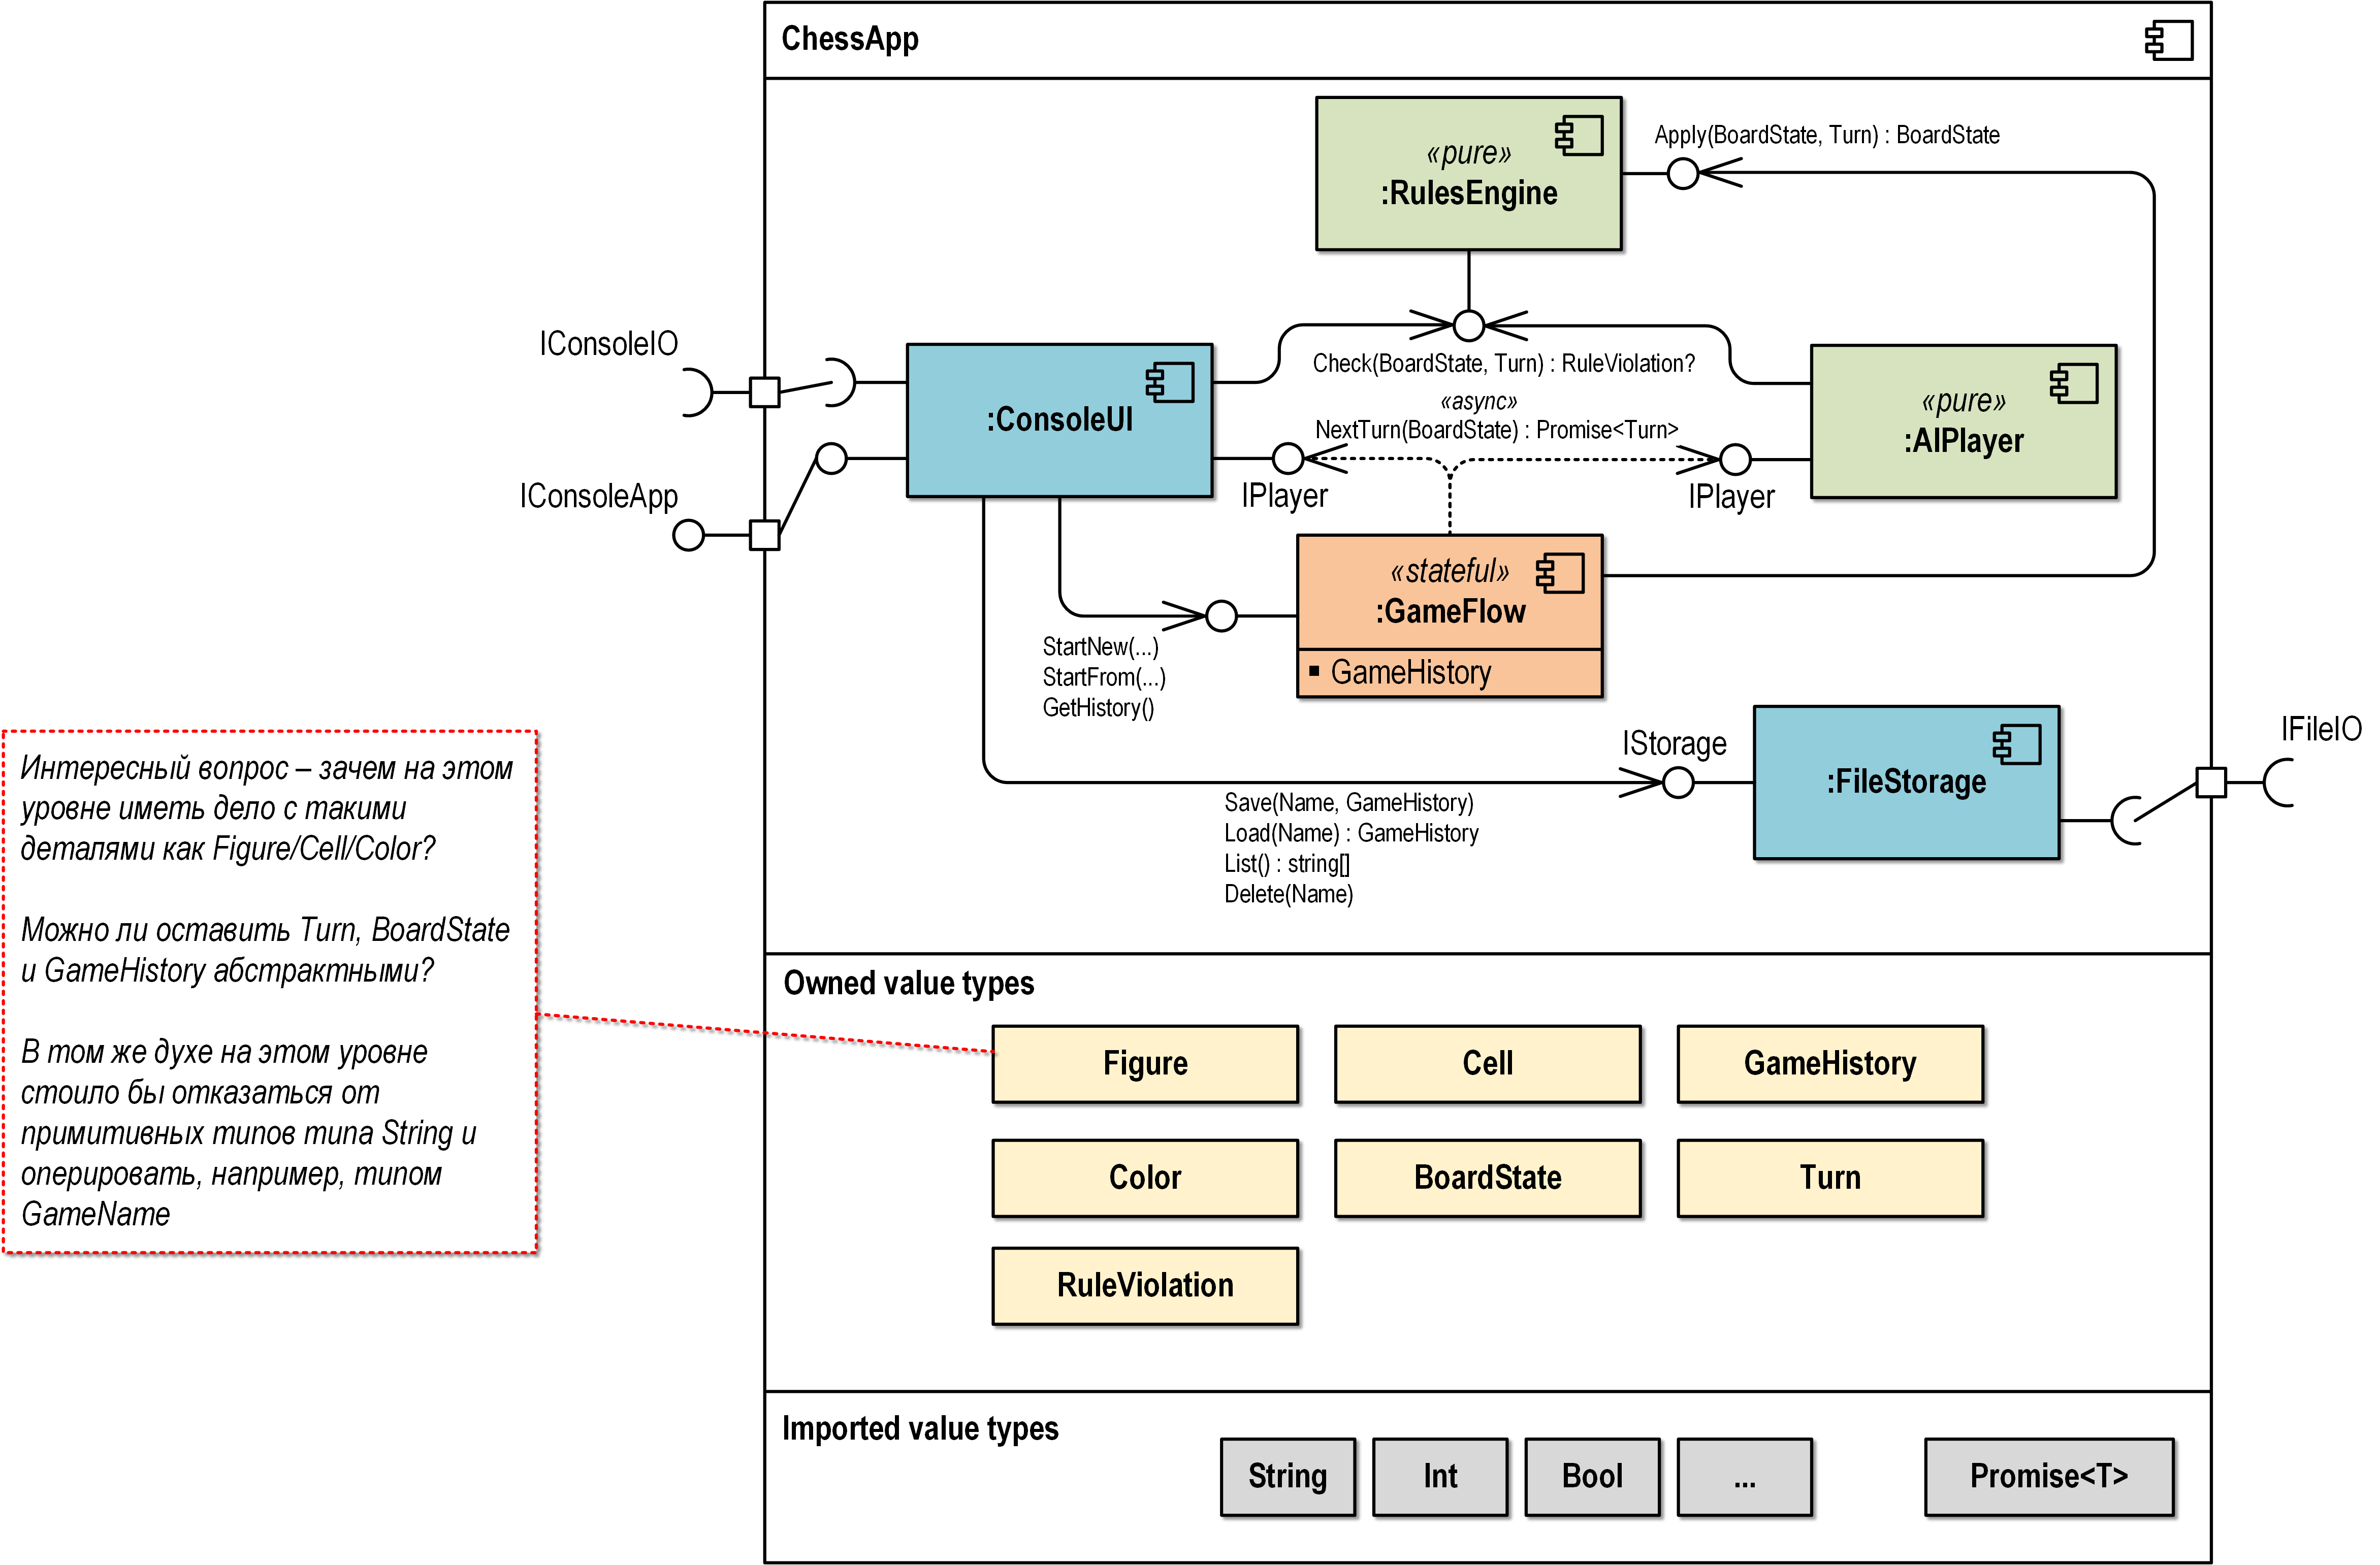 ChessApp
«pure»
:RulesEngine
Apply(BoardState, Turn) : BoardState
IConsoleIO
:ConsoleUI
Check(BoardState, Turn) : RuleViolation?
«async»
NextTurn(BoardState) : Promise<Turn>
«pure»
:AIPlayer
IConsoleApp
IPlayer
IPlayer
«stateful»
:GameFlow
GameHistory
StartNew(...)
StartFrom(...)
GetHistory()
IStorage
:FileStorage
IFileIO
Save(Name, GameHistory)
Load(Name) : GameHistory
List() : string[]
Delete(Name)
Интересный вопрос – зачем на этом
уровне иметь дело с такими
деталями как Figure/Cell/Color?
Можно ли оставить Turn, BoardState
и GameHistory абстрактными?
В том же духе на этом уровне
стоило бы отказаться от
примитивных типов типа String и
оперировать, например, типом
GameName
Owned value types
Figure
Cell
GameHistory
Color
BoardState
Turn
RuleViolation
Imported value types
String
Int
Bool
...
Promise<T>